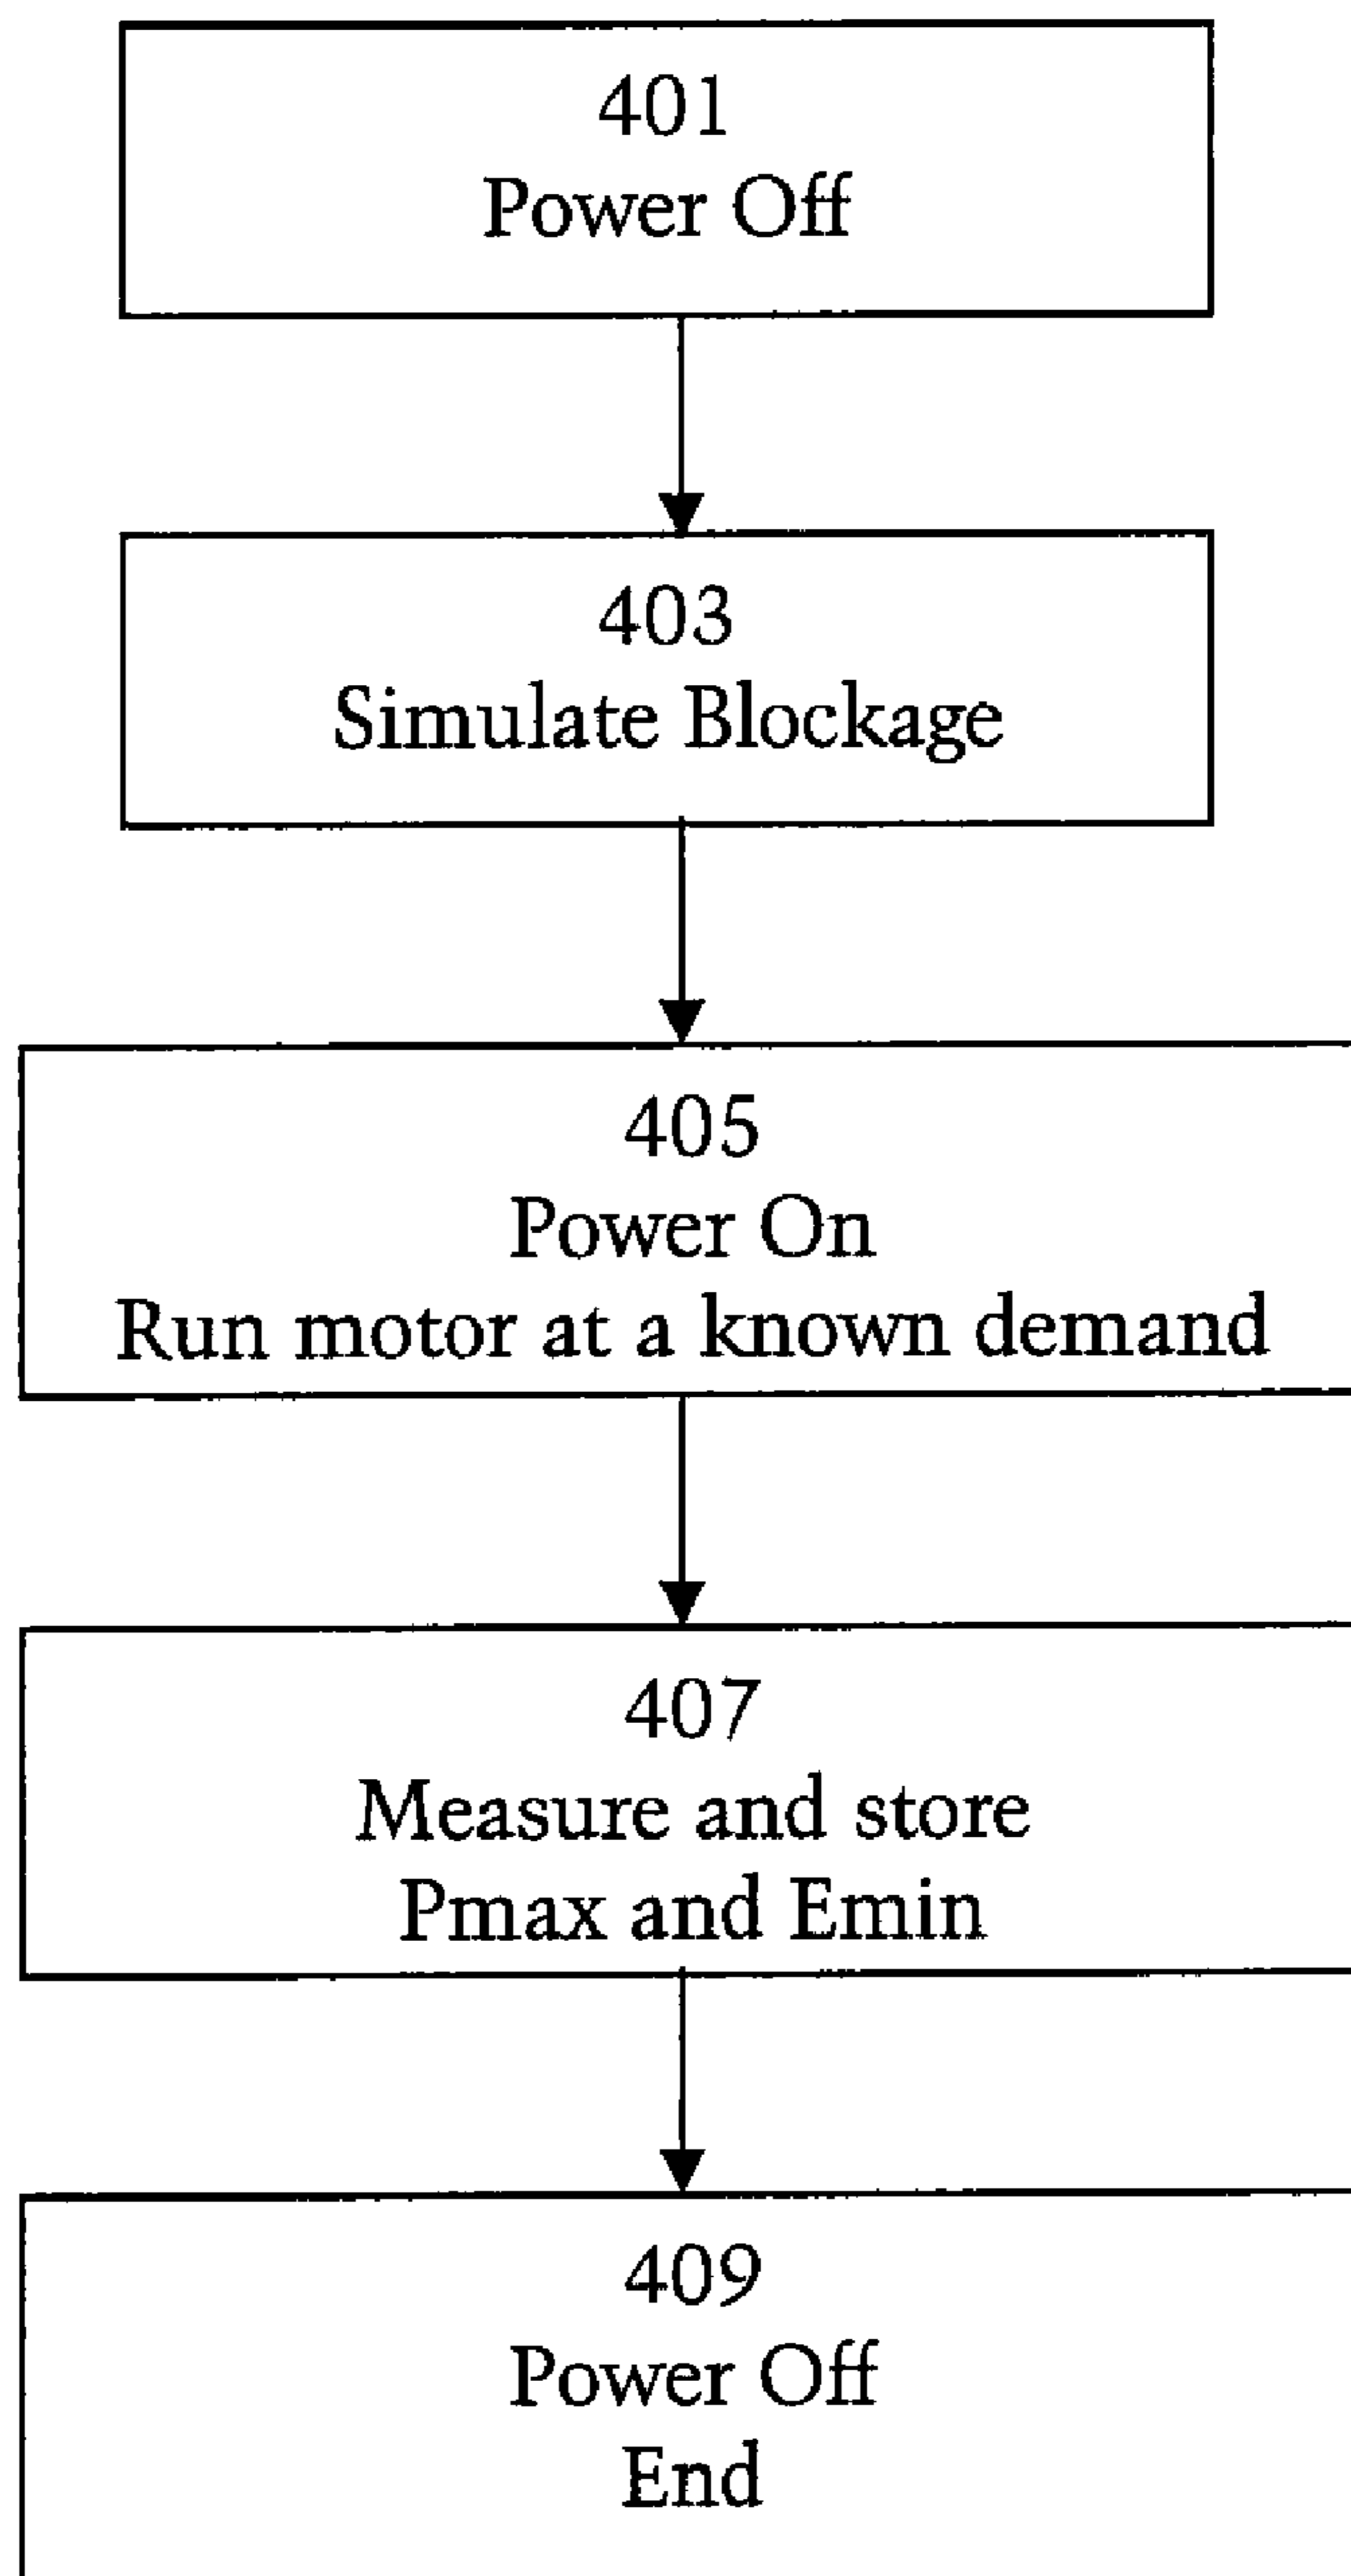 401
Power Off
403
Simulate Blockage
405
Power On
Run motor at a known demand
407
Measure and store
Pmax and Emin
409
Power Off
End